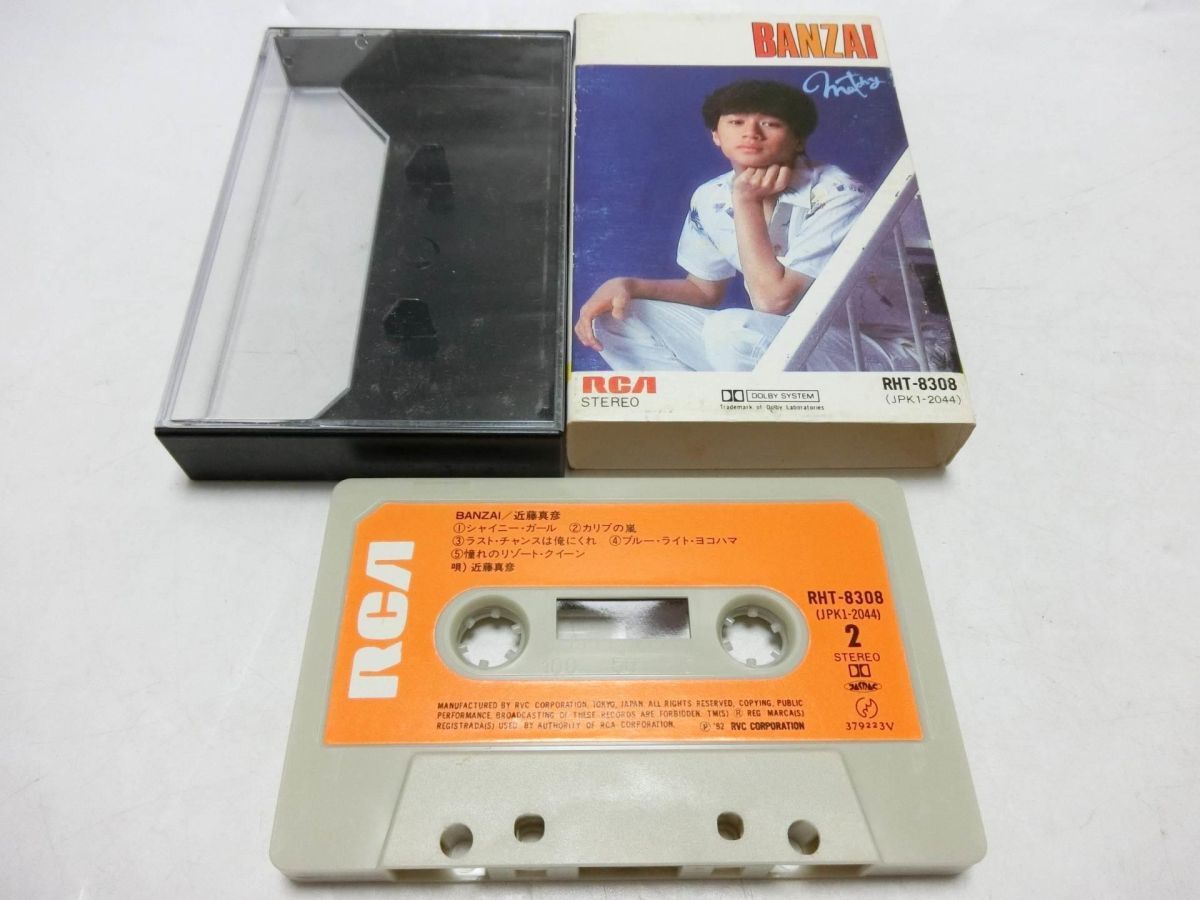 BANZAI
Matchy
RCA
STEREO
DOLBY SYSTEM
Trademark of Dolby Laboratories
RHT-8308
(JPK1-2044)
RCA
BANZAI/近藤真彦
①シャイニー・ガール ②カリブの嵐
③ラスト・チャンスは俺にくれ ④ブルー・ライト・ヨコハマ
⑤憧れのリゾート・クイーン
唄) 近藤真彦
RHT-8308
(JPK1-2044)
2
STEREO
100 50
MANUFACTURED BY RVC CORPORATION, TOKYO, JAPAN. ALL RIGHTS RESERVED, COPYING, PUBLIC
PERFORMANCE, BROADCASTING OF THESE RECORDS ARE FORBIDDEN. TM(S) Ⓡ REG MARCA(S)
REGISTRADA(S) USED BY AUTHORITY OF RCA CORPORATION. Ⓟ '82 RVC CORPORATION
379223V